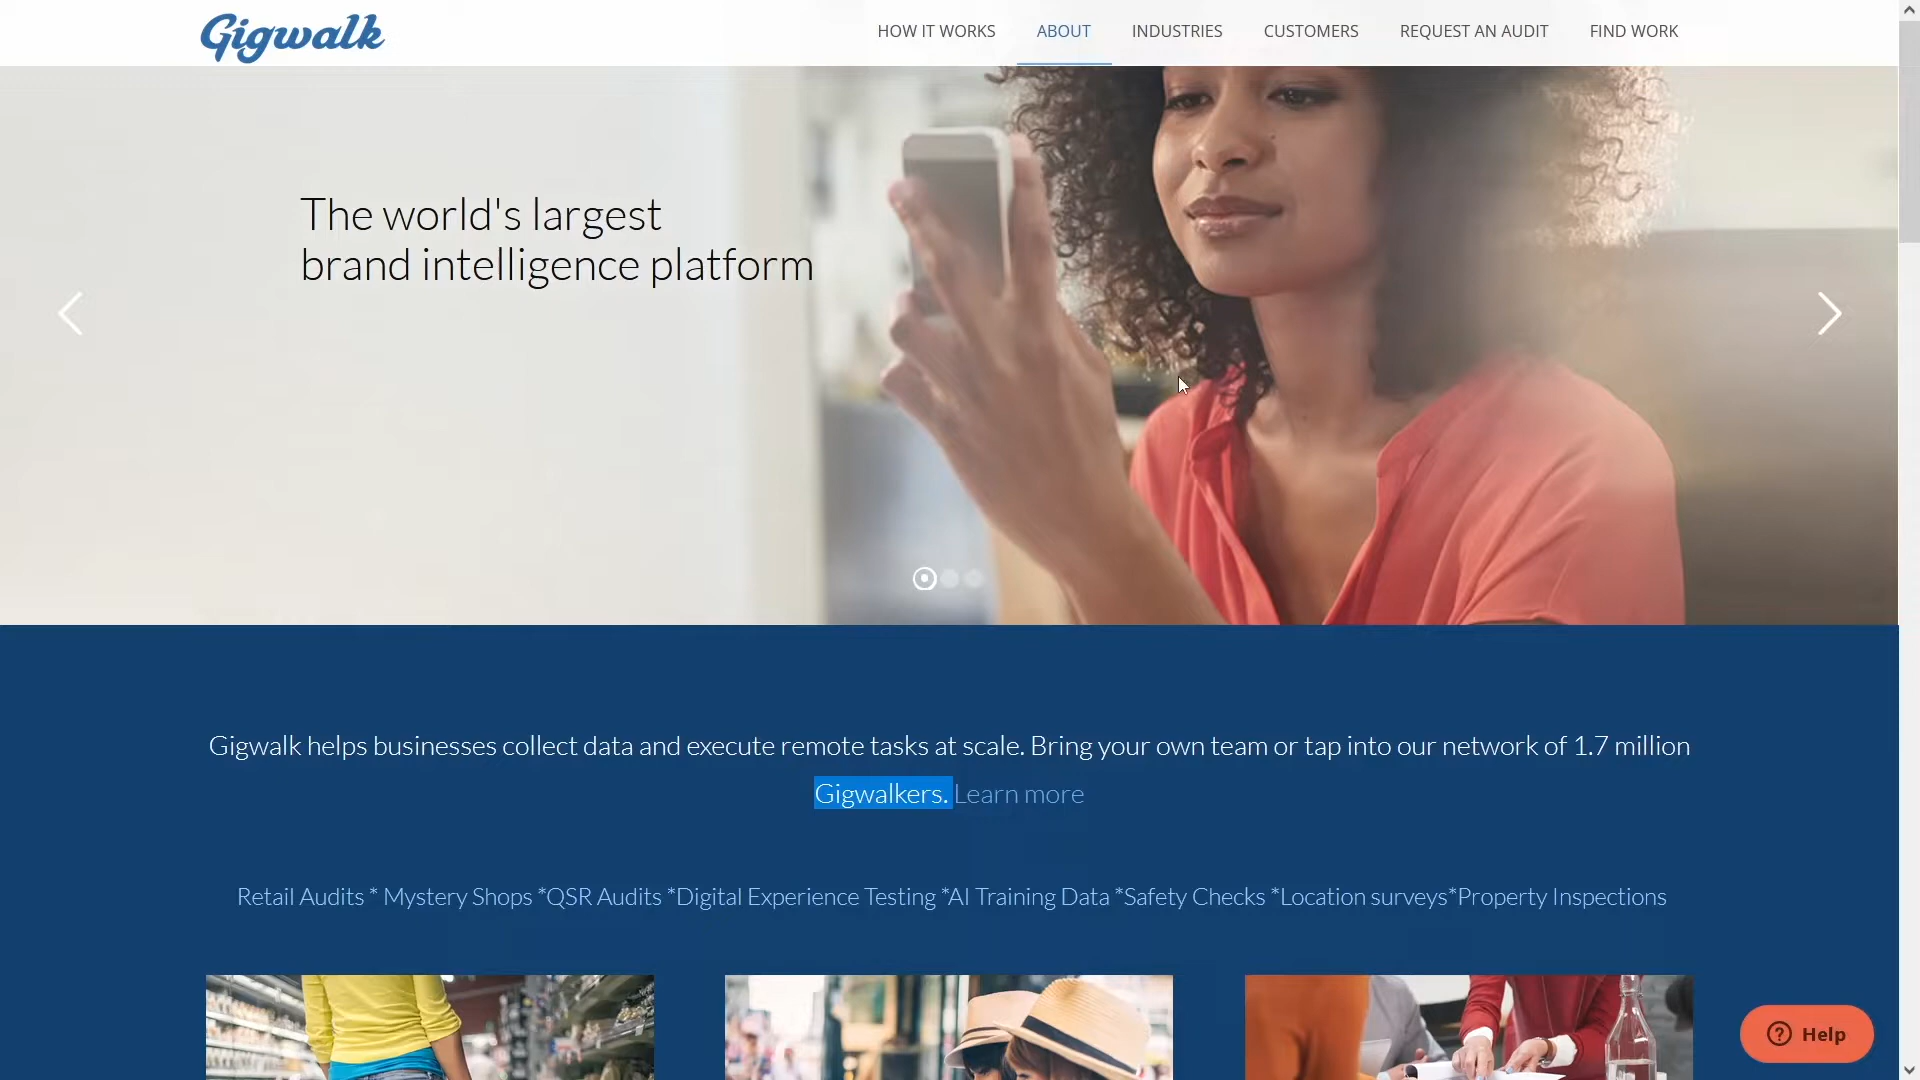 Gigwalk
HOW IT WORKS
ABOUT
INDUSTRIES
CUSTOMERS
REQUEST AN AUDIT
FIND WORK
The world's largest
brand intelligence platform
Gigwalk helps businesses collect data and execute remote tasks at scale. Bring your own team or tap into our network of 1.7 million
Gigwalkers. Learn more
Retail Audits * Mystery Shops *QSR Audits *Digital Experience Testing *AI Training Data *Safety Checks *Location surveys*Property Inspections
? Help